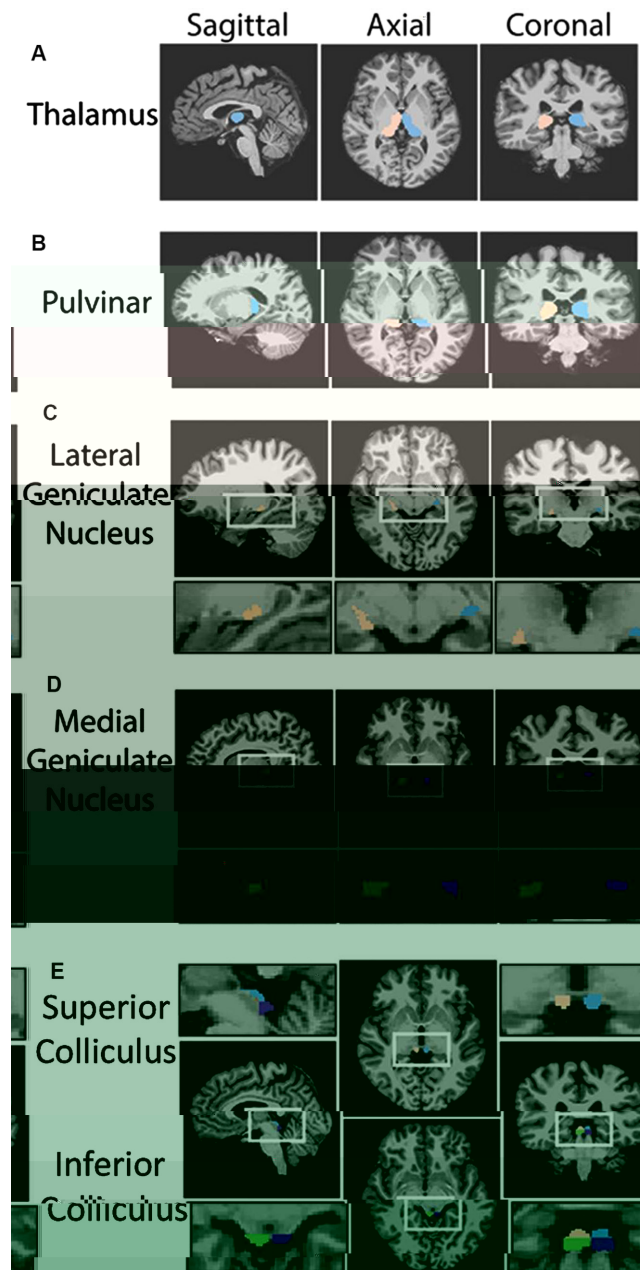 Sagittal Axial Coronal
A
Thalamus
B
Pulvinar
C
Lateral
Geniculate
Nucleus
D
Medial
Geniculate
Nucleus
E
Superior
Colliculus
Inferior
Colliculus